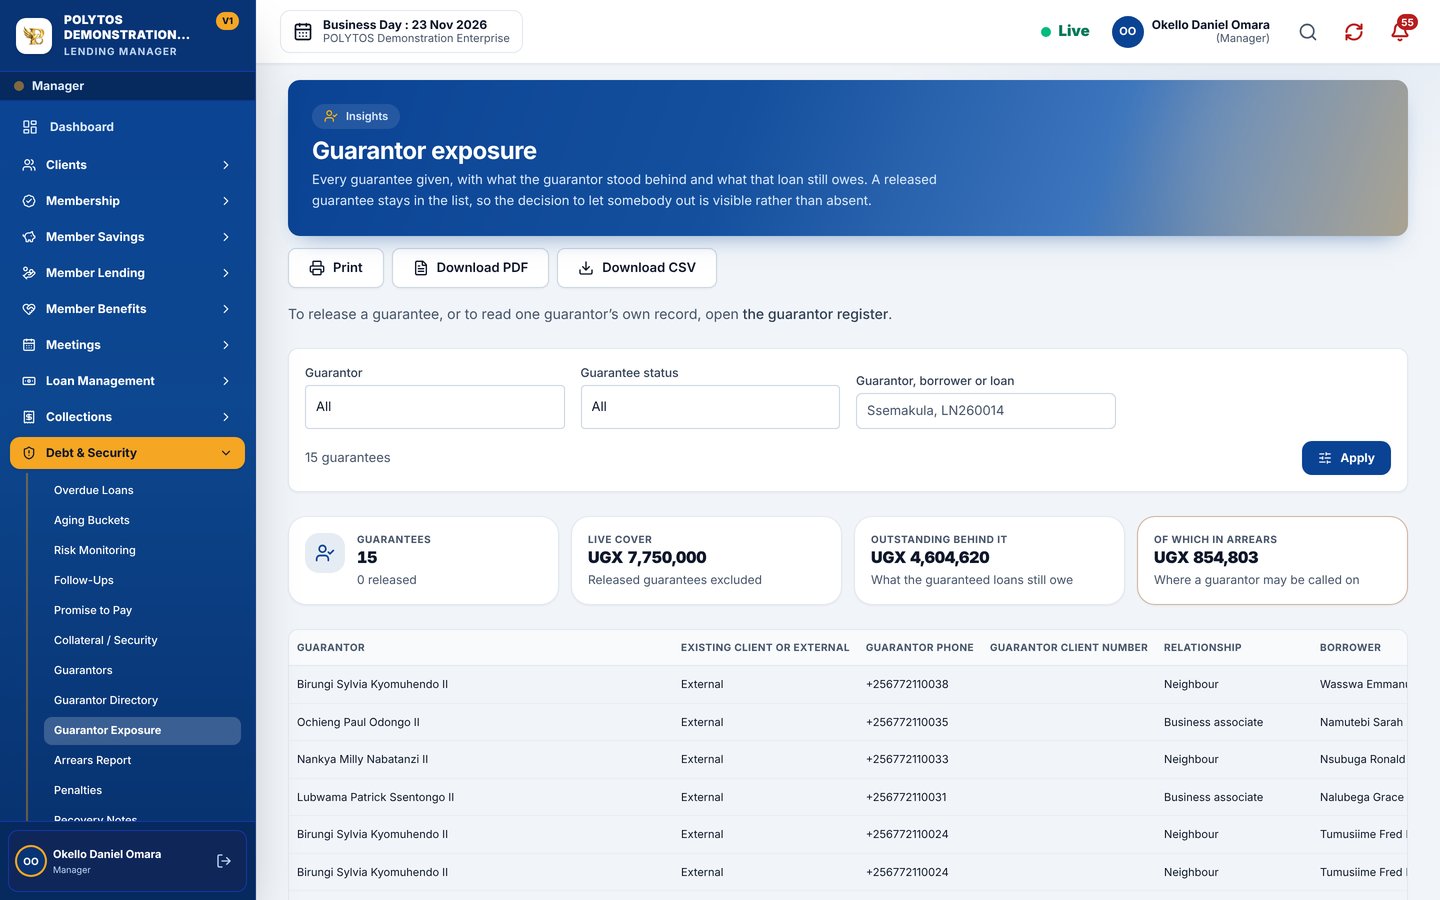 POLYTOS
DEMONSTRATION...
LENDING MANAGER
V1
Manager
Dashboard
Clients
Membership
Member Savings
Member Lending
Member Benefits
Meetings
Loan Management
Collections
Debt & Security
Overdue Loans
Aging Buckets
Risk Monitoring
Follow-Ups
Promise to Pay
Collateral / Security
Guarantors
Guarantor Directory
Guarantor Exposure
Arrears Report
Penalties
Recovery Notes
OO
Okello Daniel Omara
Manager
Business Day : 23 Nov 2026
POLYTOS Demonstration Enterprise
Live
OO
Okello Daniel Omara
(Manager)
55
Insights
Guarantor exposure
Every guarantee given, with what the guarantor stood behind and what that loan still owes. A released
guarantee stays in the list, so the decision to let somebody out is visible rather than absent.
Print
Download PDF
Download CSV
To release a guarantee, or to read one guarantor's own record, open the guarantor register.
Guarantor
Guarantee status
Guarantor, borrower or loan
All
All
Ssemakula, LN260014
15 guarantees
Apply
GUARANTEES
15
0 released
LIVE COVER
UGX 7,750,000
Released guarantees excluded
OUTSTANDING BEHIND IT
UGX 4,604,620
What the guaranteed loans still owe
OF WHICH IN ARREARS
UGX 854,803
Where a guarantor may be called on
GUARANTOR EXISTING CLIENT OR EXTERNAL GUARANTOR PHONE GUARANTOR CLIENT NUMBER RELATIONSHIP BORROWER
Birungi Sylvia Kyomuhendo II External +256772110038 Neighbour Wasswa
Ochieng Paul Odongo II External +256772110035 Business associate Namutebi Sarah
Nankya Milly Nabatanzi II External +256772110033 Neighbour Nsubuga Ronald
Lubwama Patrick Ssentongo II External +256772110031 Business associate Nalubega Grace
Birungi Sylvia Kyomuhendo II External +256772110024 Neighbour Tumusiime Fred
Birungi Sylvia Kyomuhendo II External +256772110024 Neighbour Tumusiime Fred